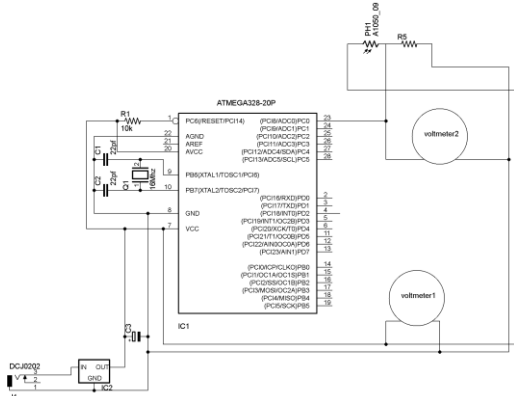 PH1
A1050_09
R5
ATMEGA328-20P
R1
10k
1
PC6(/RESET/PCI14)
22
AGND
21
AREF
20
AVCC
9
PB6(XTAL1/TOSC1/PCI6)
10
PB7(XTAL2/TOSC2/PCI7)
8
GND
7
VCC
C1
22pf
C2
22pf
Q1
16Mhz
2
1
(PCI8/ADC0)PC0
23
(PCI9/ADC1)PC1
24
(PCI10/ADC2)PC2
25
(PCI11/ADC3)PC3
26
(PCI12/ADC4/SDA)PC4
27
(PCI13/ADC5/SCL)PC5
28
(PCI16/RXD)PD0
2
(PCI17/TXD)PD1
3
(PCI18/INT0)PD2
4
(PCI19/INT1/OC2B)PD3
5
(PCI20/XCK/T0)PD4
6
(PCI21/T1/OC0B)PD5
11
(PCI22/AIN0OC0A)PD6
12
(PCI23/AIN1)PD7
13
(PCI0/ICP/CLKO)PB0
14
(PCI1/OC1A/OC1S)PB1
15
(PCI2/SS/OC1B)PB2
16
(PCI3/MOSI/OC2A)PB3
17
(PCI4/MISO)PB4
18
(PCI5/SCK)PB5
19
IC1
voltmeter2
voltmeter1
C3
DCJ0202
3
2
1
IN
OUT
GND
IC2